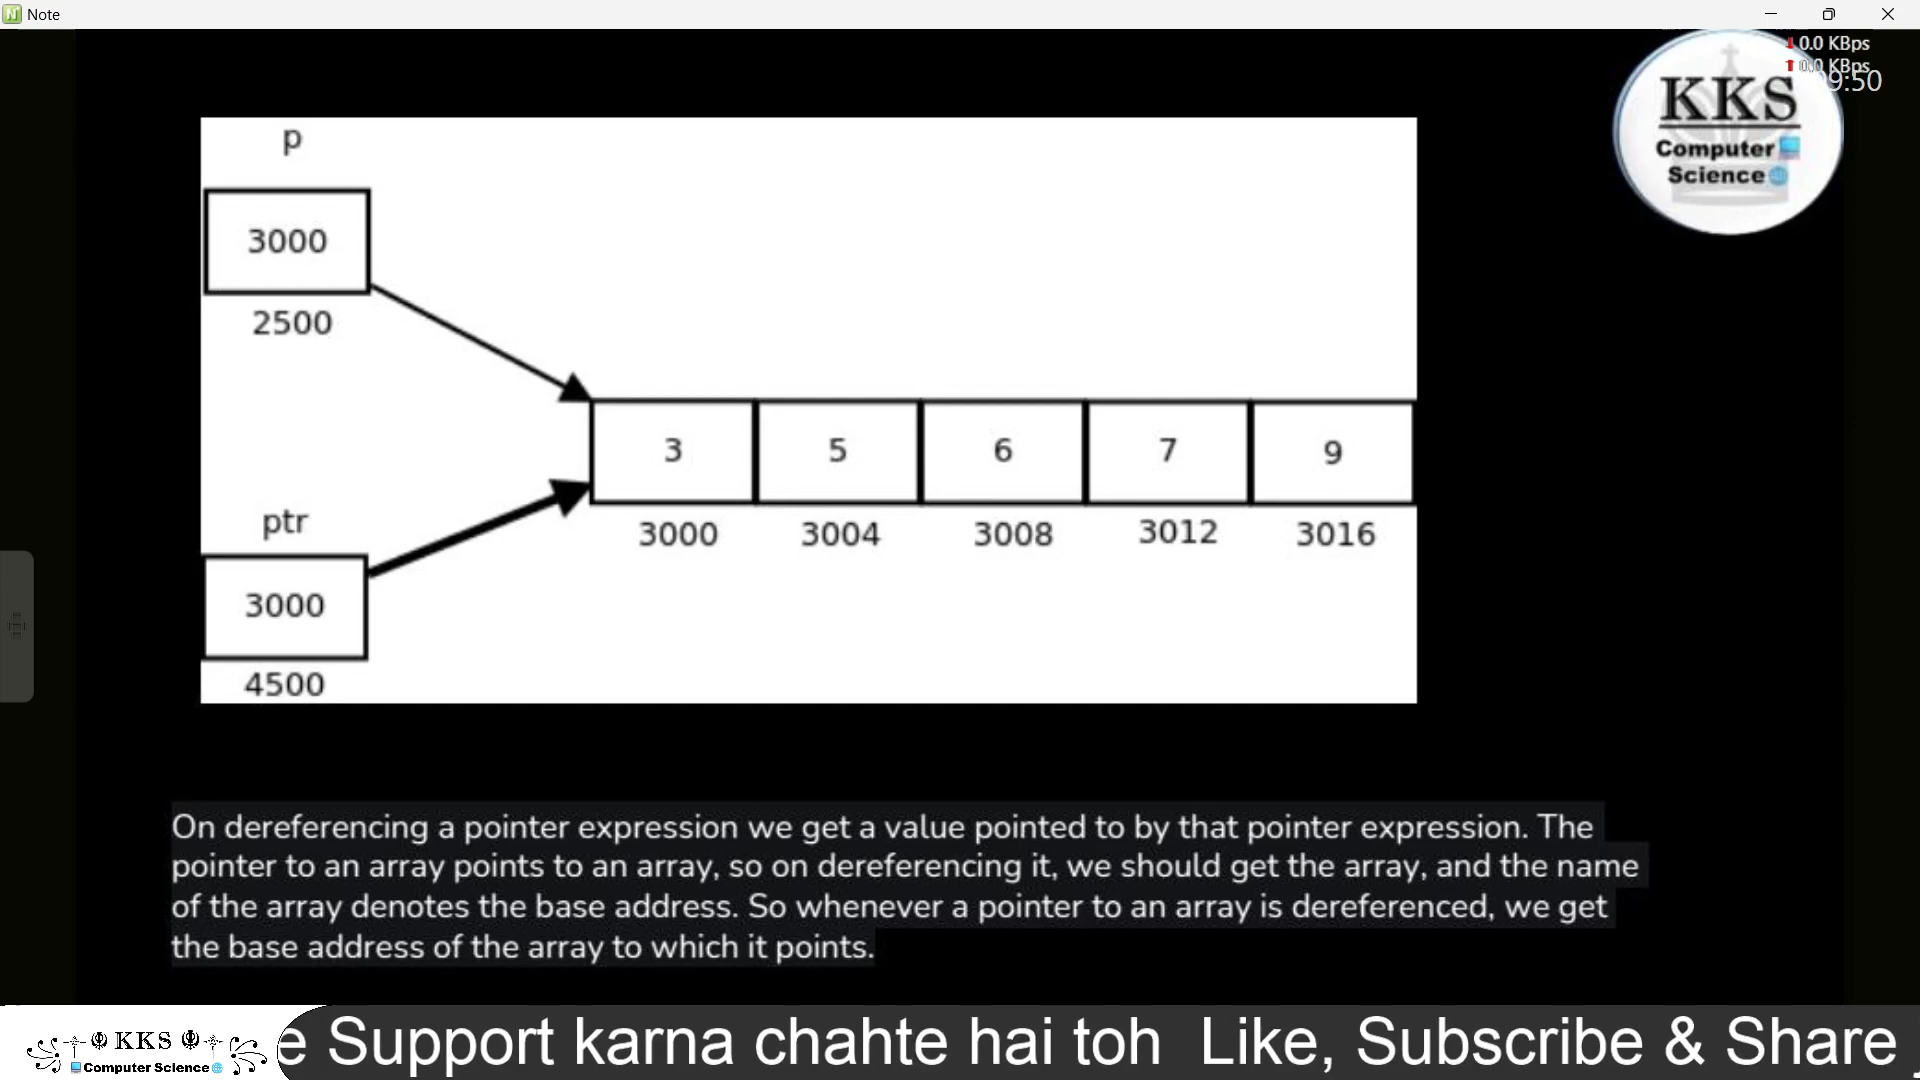 Note
0.0 KBps
0.0 KBps
9:50
KKS
Computer
Science
p
3000
2500
3 5 6 7 9
3000 3004 3008 3012 3016
ptr
3000
4500
On dereferencing a pointer expression we get a value pointed to by that pointer expression. The
pointer to an array points to an array, so on dereferencing it, we should get the array, and the name
of the array denotes the base address. So whenever a pointer to an array is dereferenced, we get
the base address of the array to which it points.
KKS
Computer Science
e Support karna chahte hai toh Like, Subscribe & Share